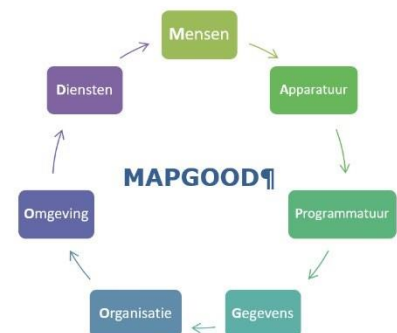 Mensen
Apparatuur
Programmatuur
Gegevens
Organisatie
Omgeving
Diensten
MAPGOOD¶